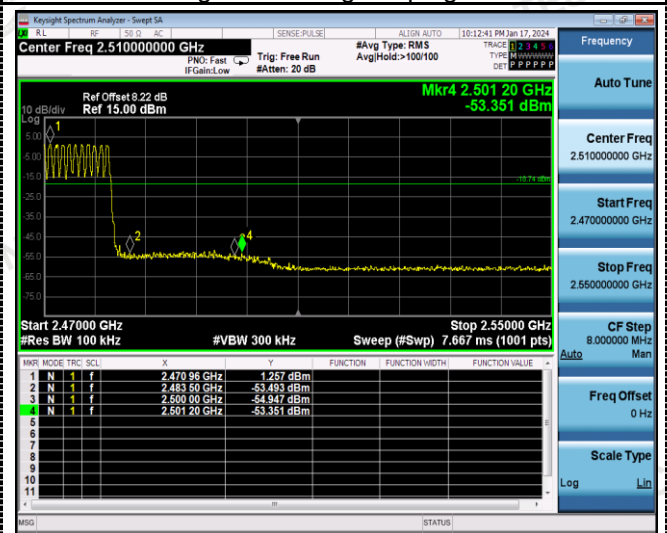 Keysight Spectrum Analyzer - Swept SA
RL RF 50 Ω AC SENSE:PULSE ALIGN AUTO 10:12:41 PM Jan 17, 2024
Center Freq 2.510000000 GHz
PNO: Fast
IFGain:Low
Trig: Free Run
#Atten: 20 dB
#Avg Type: RMS
Avg|Hold:>100/100
TRACE 1 2 3 4 5 6
TYPE M WWWWW
DET P P P P P P
Frequency
Auto Tune
Center Freq
2.510000000 GHz
Start Freq
2.470000000 GHz
Stop Freq
2.550000000 GHz
CF Step
8.000000 MHz
Auto Man
Freq Offset
0 Hz
Scale Type
Log Lin
Mkr4 2.501 20 GHz
-53.351 dBm
Ref Offset 8.22 dB
10 dB/div Ref 15.00 dBm
Log
5.00
-5.00
-15.0
-25.0
-35.0
-45.0
-55.0
-65.0
-75.0
1
2
4
-18.74 dBm
Start 2.47000 GHz Stop 2.55000 GHz
#Res BW 100 kHz #VBW 300 kHz Sweep (#Swp) 7.667 ms (1001 pts)
MKR MODE TRC SCL X Y FUNCTION FUNCTION WIDTH FUNCTION VALUE
1 N 1 f 2.470 96 GHz 1.257 dBm
2 N 1 f 2.483 50 GHz -53.493 dBm
3 N 1 f 2.500 00 GHz -54.947 dBm
4 N 1 f 2.501 20 GHz -53.351 dBm
5
6
7
8
9
10
11
MSG STATUS